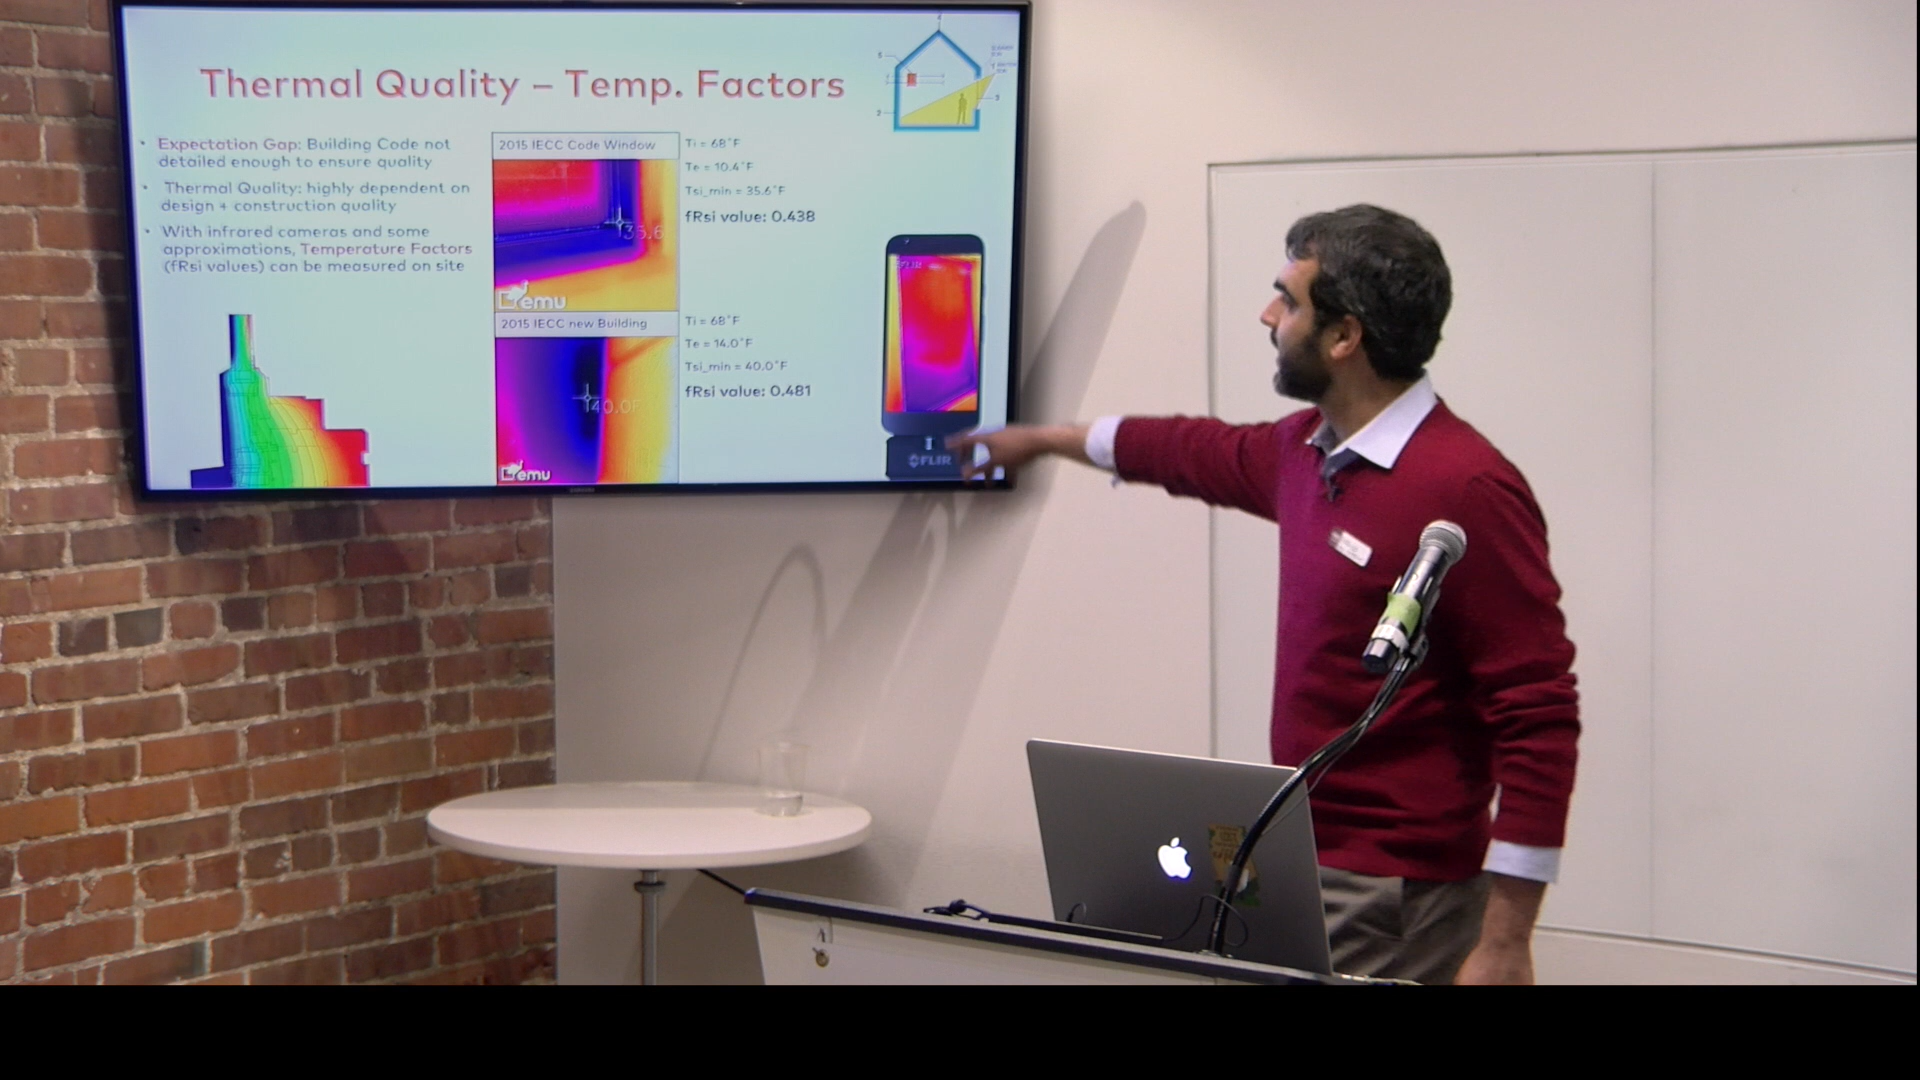 Thermal Quality – Temp. Factors
• Expectation Gap: Building Code not
detailed enough to ensure quality
• Thermal Quality: highly dependent on
design + construction quality
• With infrared cameras and some
approximations, Temperature Factors
(fRsi values) can be measured on site
2015 IECC Code Window
35.6
emu
Ti = 68°F
Te = 10.4°F
Tsi_min = 35.6°F
fRsi value: 0.438
2015 IECC new Building
40.0F
emu
Ti = 68°F
Te = 14.0°F
Tsi_min = 40.0°F
fRsi value: 0.481
2
3
FLIR